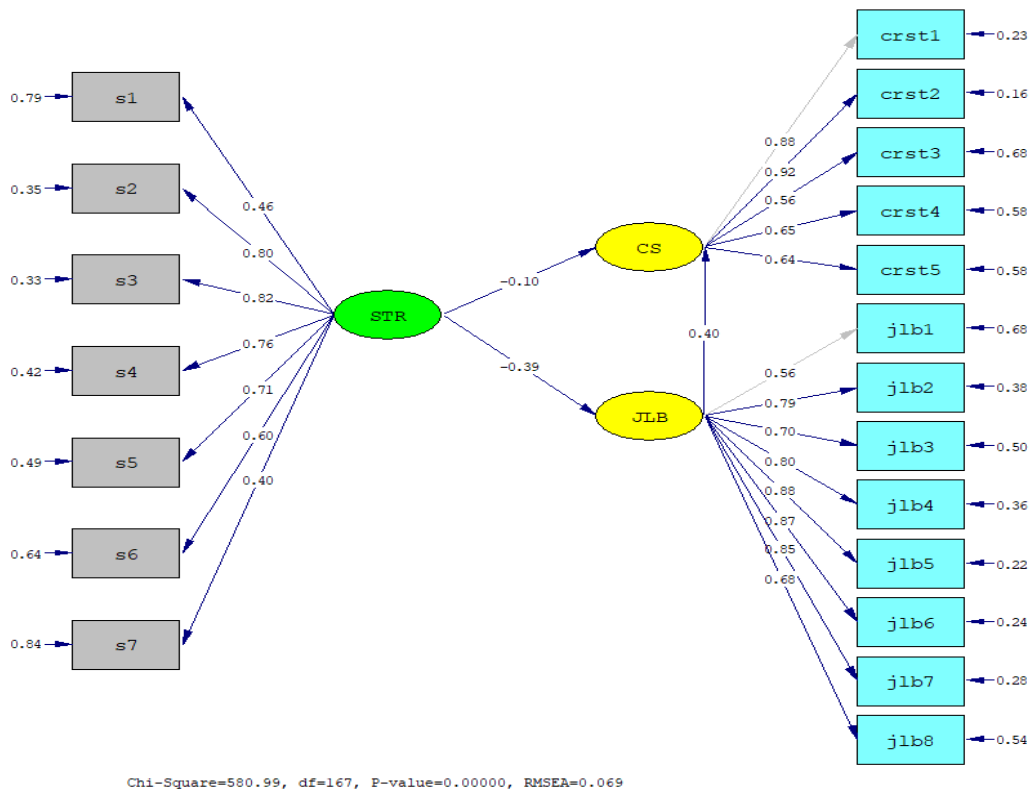 0.79 s1
0.35 s2
0.33 s3
0.42 s4
0.49 s5
0.64 s6
0.84 s7
0.46
0.80
0.82
0.76
0.71
0.60
0.40
STR
-0.10
-0.39
CS
JLB
0.40
0.88
0.92
0.56
0.65
0.64
0.56
0.79
0.70
0.80
0.88
0.87
0.85
0.68
crst1 0.23
crst2 0.16
crst3 0.68
crst4 0.58
crst5 0.58
jlb1 0.68
jlb2 0.38
jlb3 0.50
jlb4 0.36
jlb5 0.22
jlb6 0.24
jlb7 0.28
jlb8 0.54
Chi-Square=580.99, df=167, P-value=0.00000, RMSEA=0.069